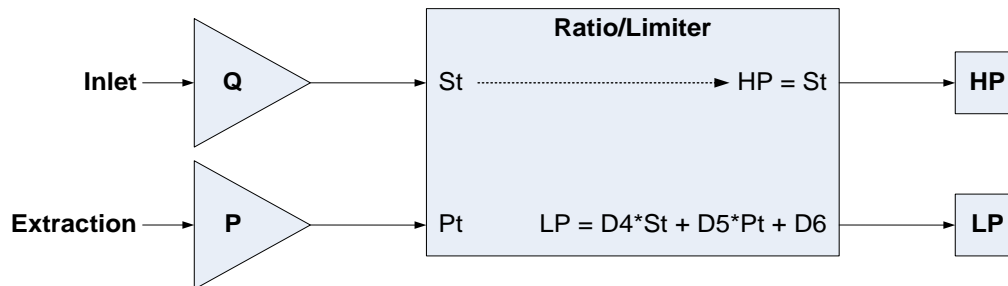 Ratio/Limiter
Inlet
Q
St
HP = St
HP
Extraction
P
Pt
LP = D4*St + D5*Pt + D6
LP